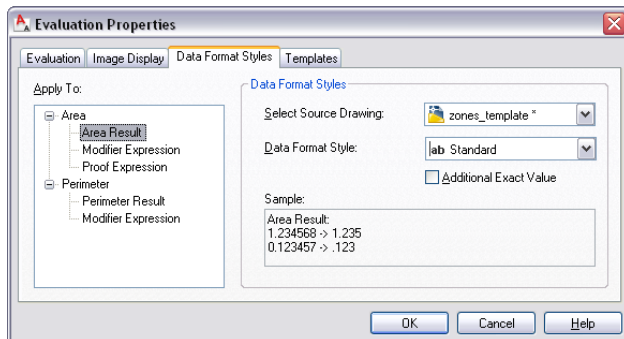 Evaluation Properties
Evaluation Image Display Data Format Styles Templates
Apply To:
Area
Area Result
Modifier Expression
Proof Expression
Perimeter
Perimeter Result
Modifier Expression
Data Format Styles
Select Source Drawing: zones_template *
Data Format Style: ab Standard
Additional Exact Value
Sample:
Area Result:
1.234568 -> 1.235
0.123457 -> .123
OK Cancel Help